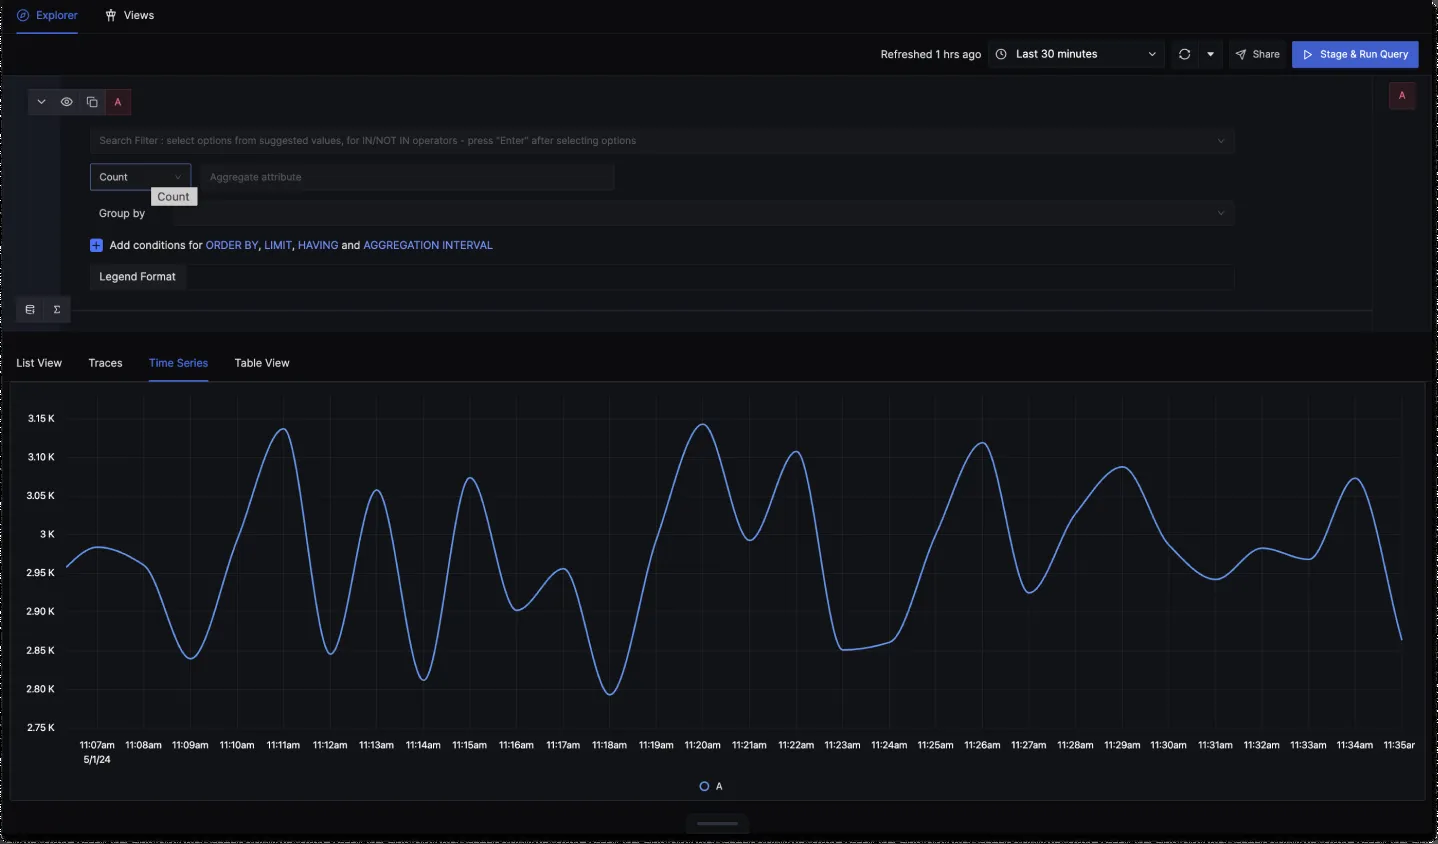 Explorer Views
Refreshed 1 hrs ago Last 30 minutes Share Stage & Run Query
A A
Search Filter : select options from suggested values, for IN/NOT IN operators - press "Enter" after selecting options
Count Aggregate attribute
Count
Group by
Add conditions for ORDER BY, LIMIT, HAVING and AGGREGATION INTERVAL
Legend Format
Σ
List View Traces Time Series Table View
3.15 K
3.10 K
3.05 K
3 K
2.95 K
2.90 K
2.85 K
2.80 K
2.75 K
11:07am 11:08am 11:09am 11:10am 11:11am 11:12am 11:13am 11:14am 11:15am 11:16am 11:17am 11:18am 11:19am 11:20am 11:21am 11:22am 11:23am 11:24am 11:25am 11:26am 11:27am 11:28am 11:29am 11:30am 11:31am 11:32am 11:33am 11:34am 11:35ar
5/1/24
A